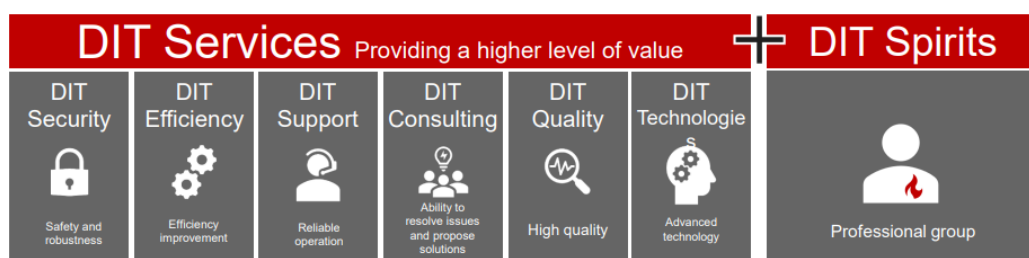 DIT Services Providing a higher level of value
+
DIT Spirits
DIT
Security
Safety and
robustness
DIT
Efficiency
Efficiency
improvement
DIT
Support
Reliable
operation
DIT
Consulting
Ability to
resolve issues
and propose
solutions
DIT
Quality
High quality
DIT
Technologie
s
Advanced
technology
Professional group